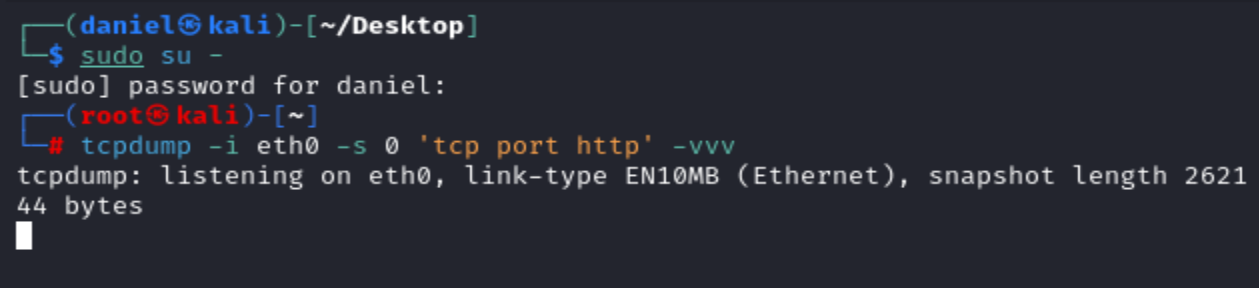 ┌──(daniel㉿kali)-[~/Desktop]
└─$ sudo su -
[sudo] password for daniel:
┌──(root㉿kali)-[~]
└─# tcpdump -i eth0 -s 0 'tcp port http' -vvv
tcpdump: listening on eth0, link-type EN10MB (Ethernet), snapshot length 2621
44 bytes